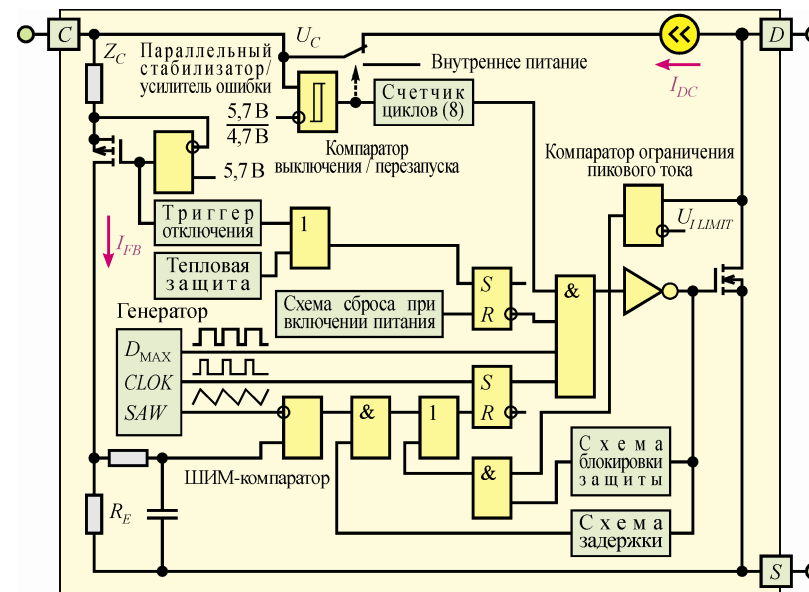 C
U_C
D
Z_C
Параллельный
стабилизатор/
усилитель ошибки
Внутреннее питание
I_DC
Счетчик
циклов (8)
5,7 В
4,7 В
Компаратор
выключения / перезапуска
Компаратор ограничения
пикового тока
5,7 В
U_I LIMIT
Триггер
отключения
1
I_FB
Тепловая
защита
S
R
&
Схема сброса при
включений питания
Генератор
D_MAX
CLOK
SAW
S
R
&
1
ШИМ-компаратор
&
Схема
блокировки
защиты
R_E
Схема
задержки
S